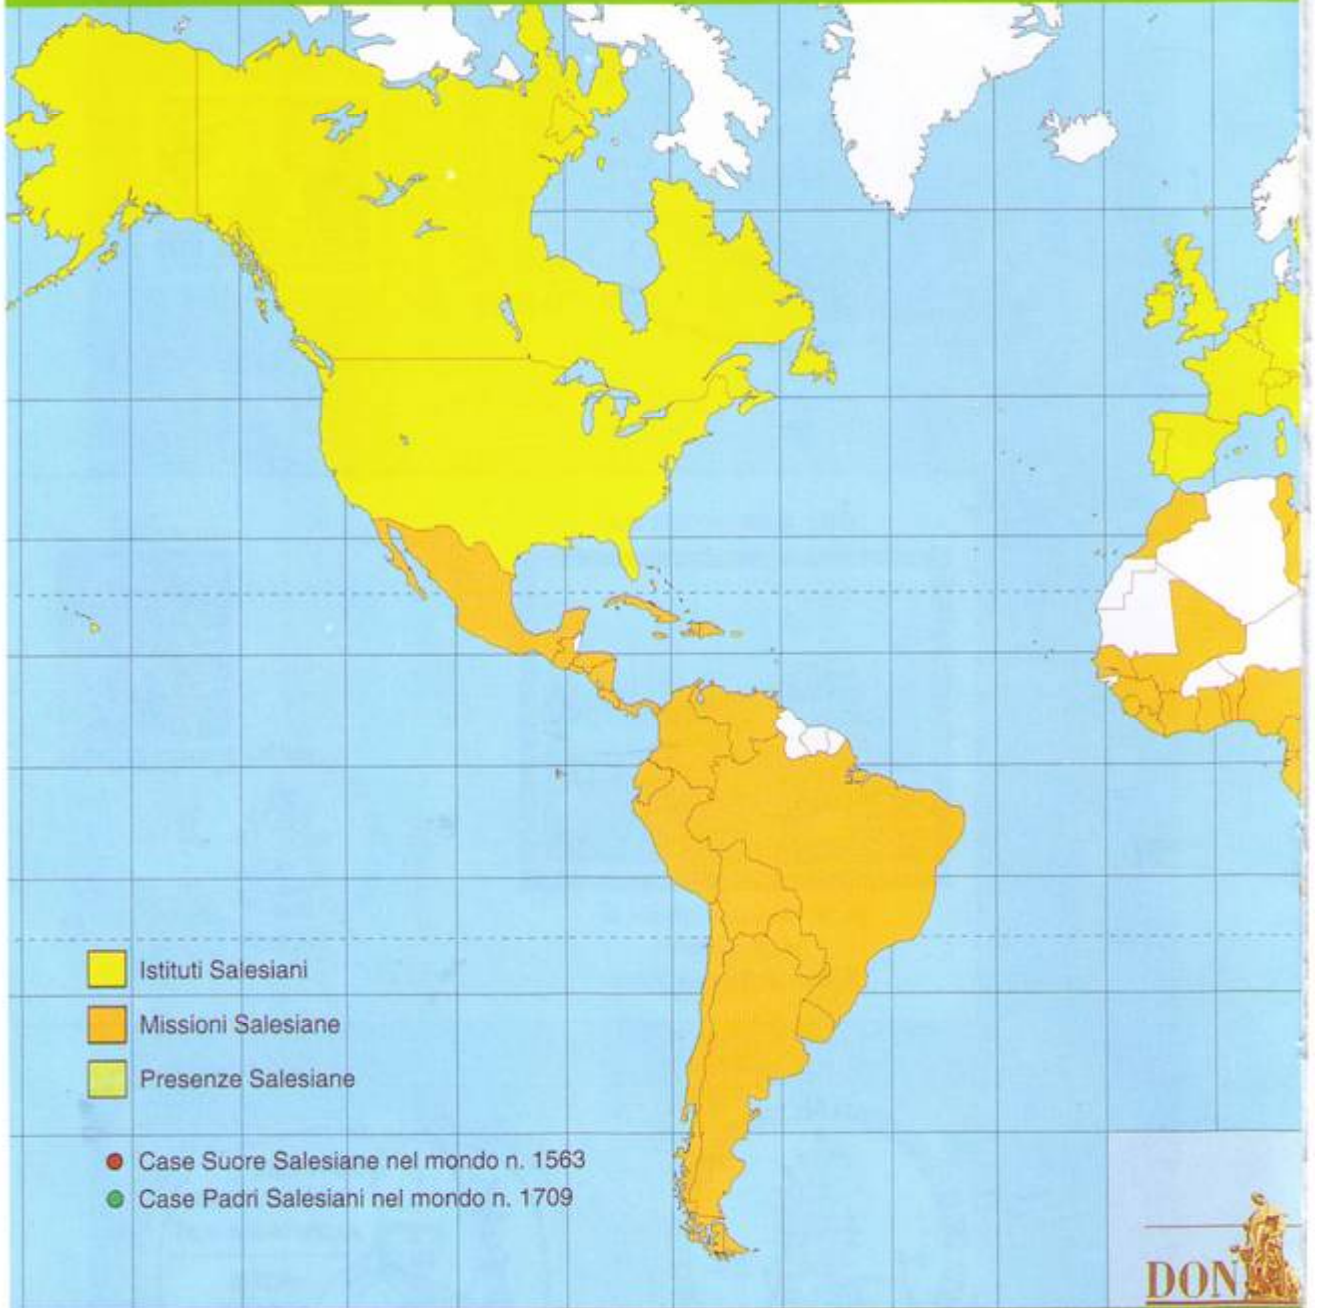 Istituti Salesiani
Missioni Salesiane
Presenze Salesiane
Case Suore Salesiane nel mondo n. 1563
Case Padri Salesiani nel mondo n. 1709
DON